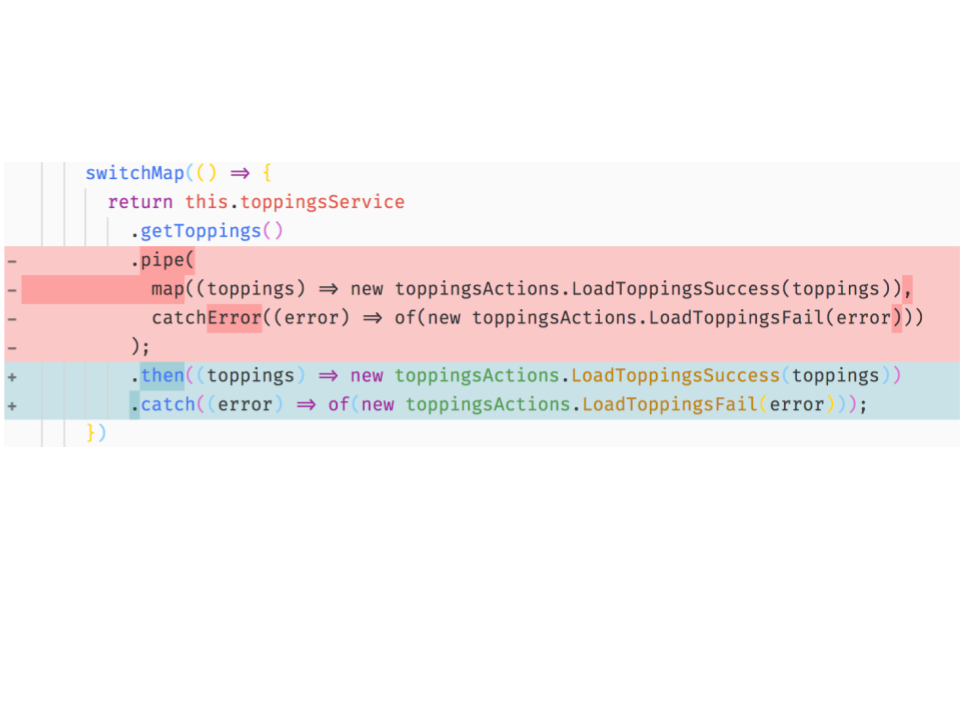 switchMap(() => {
return this.toppingsService
.getToppings()
- .pipe(
- map((toppings) => new toppingsActions.LoadToppingsSuccess(toppings)),
- catchError((error) => of(new toppingsActions.LoadToppingsFail(error)))
- );
+ .then((toppings) => new toppingsActions.LoadToppingsSuccess(toppings))
+ .catch((error) => of(new toppingsActions.LoadToppingsFail(error)));
})